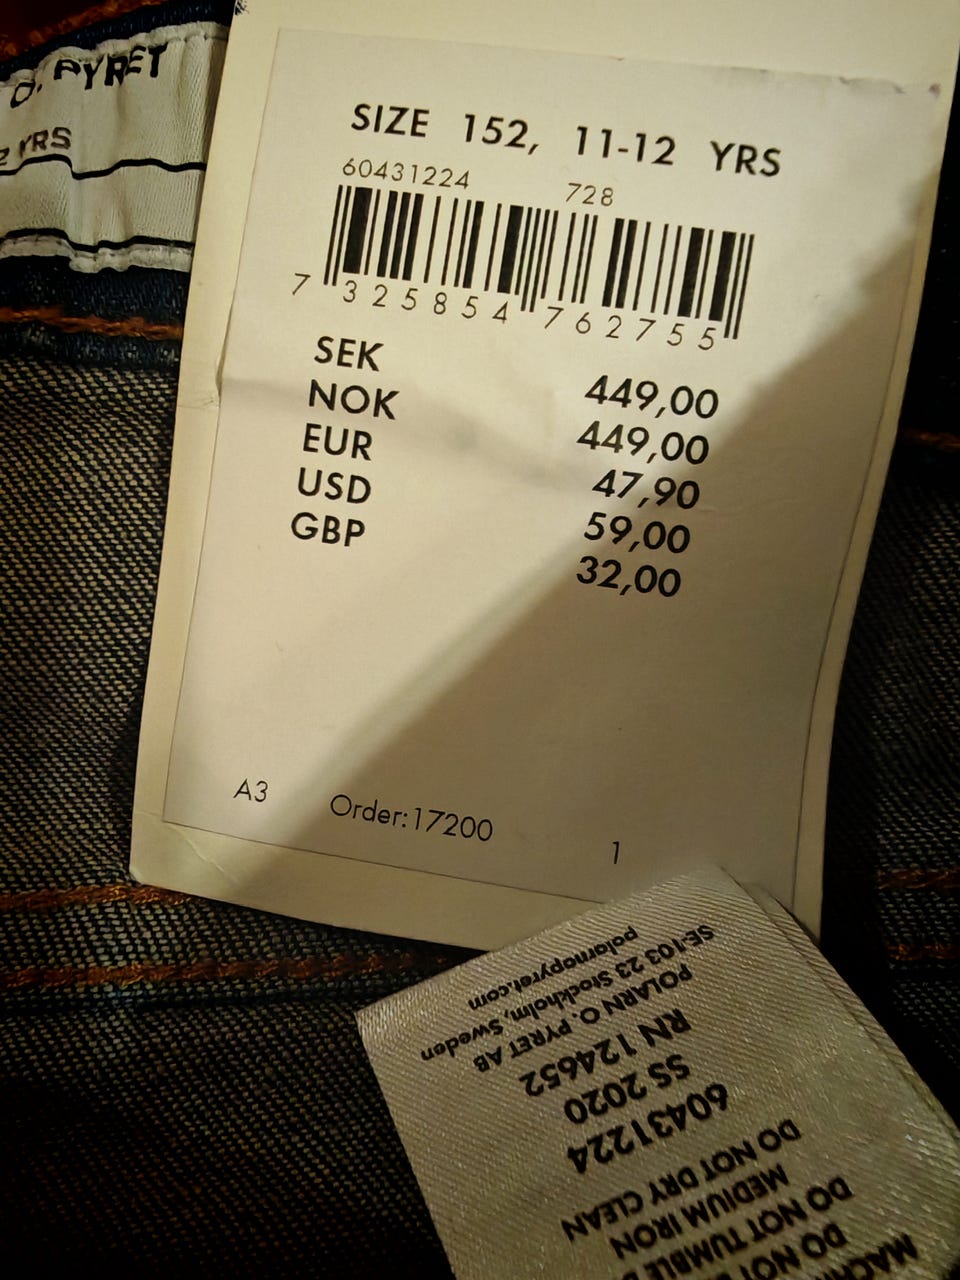 O. PYRET
YRS
SIZE 152, 11-12 YRS
60431224 728
7 325854 762755
SEK 449,00
NOK 449,00
EUR 47,90
USD 59,00
GBP 32,00
A3 Order:17200 1
DO NOT
DO NOT TUMBLE
MEDIUM IRON
DO NOT DRY CLEAN
60431224
SS 2020
RN 124652
POLARN O. PYRET AB
SE-103 23 Stockholm, Sweden
polarnopyret.com